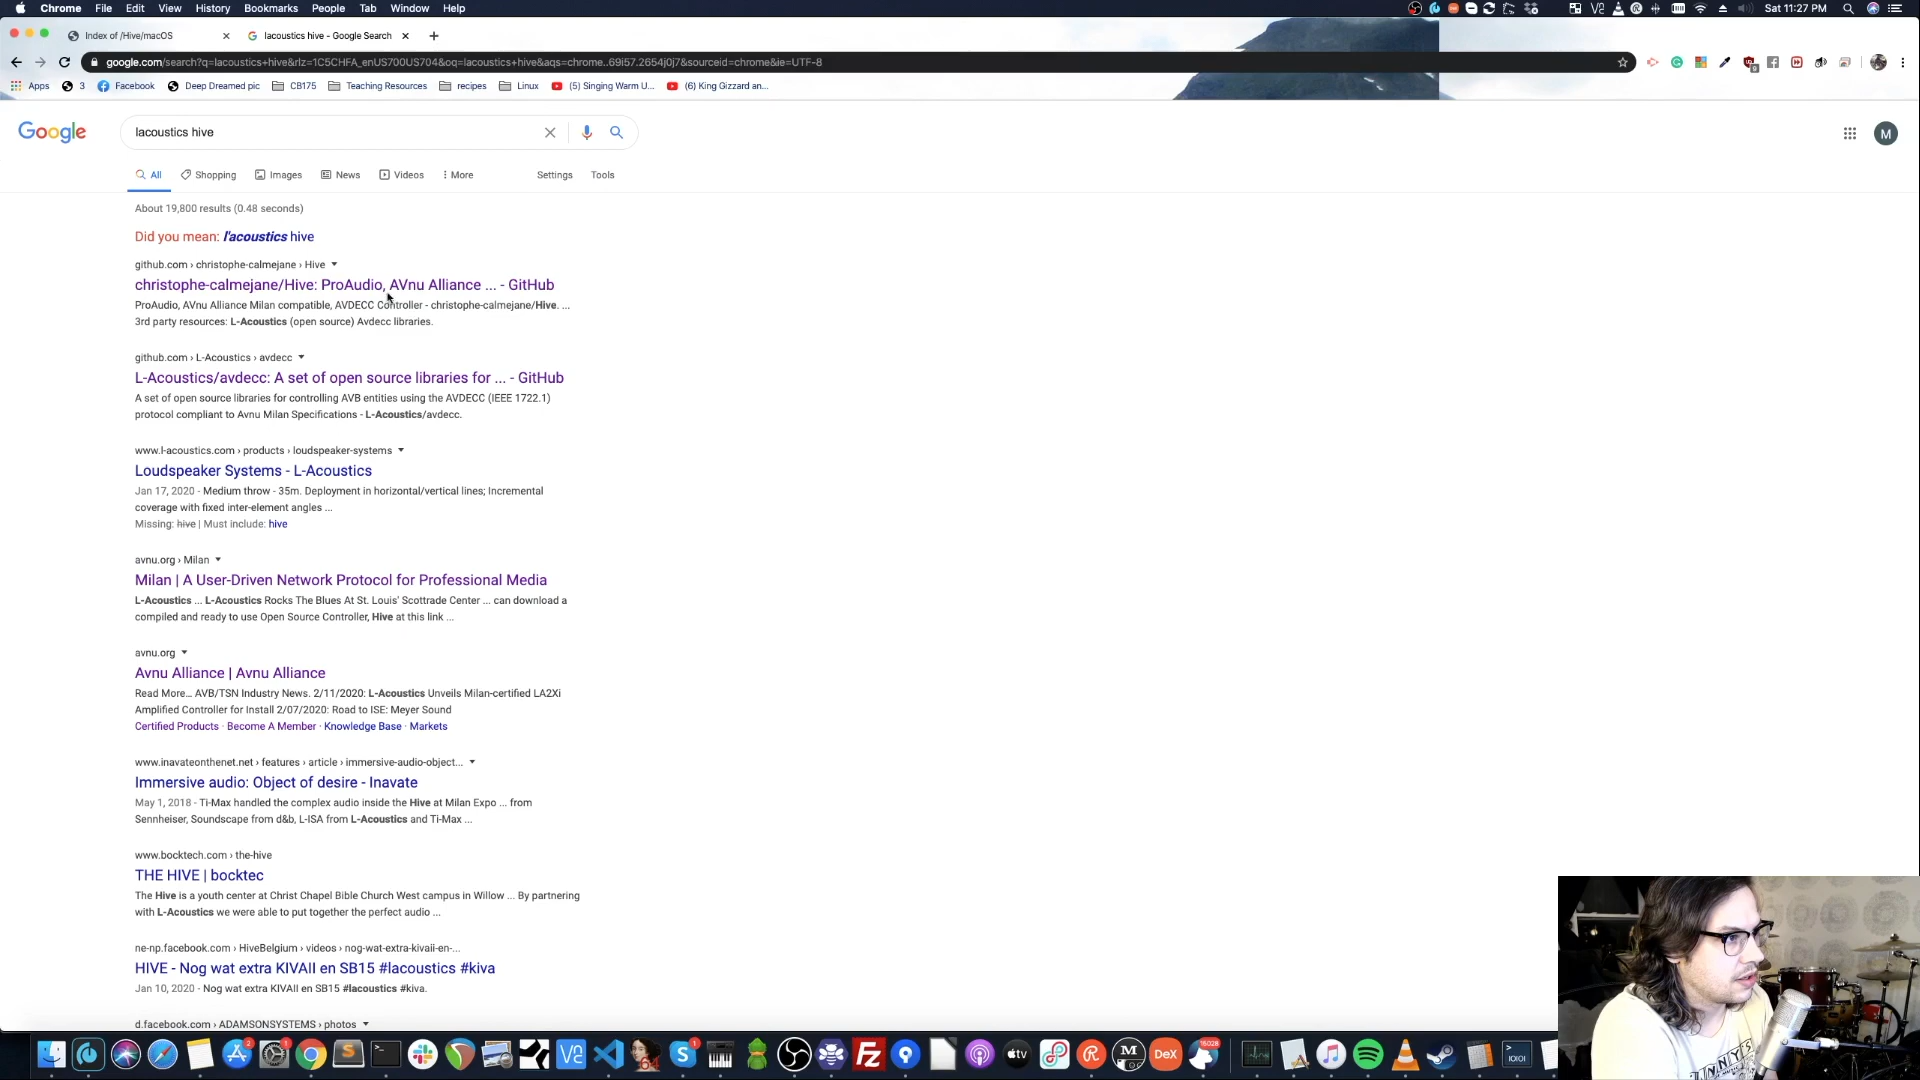 Chrome File Edit View History Bookmarks People Tab Window Help Sat 11:27 PM
Index of /Hive/macOS
lacoustics hive - Google Search
google.com/search?q=lacoustics+hive&rlz=1C5CHFA_enUS700US704&oq=lacoustics+hive&aqs=chrome..69i57.2654j0j7&sourceid=chrome&ie=UTF-8
Apps 3 Facebook Deep Dreamed pic CB175 Teaching Resources recipes Linux (5) Singing Warm U... (6) King Gizzard an...
Google lacoustics hive M
All Shopping Images News Videos More Settings Tools
About 19,800 results (0.48 seconds)
Did you mean: l'acoustics hive
github.com › christophe-calmejane › Hive
christophe-calmejane/Hive: ProAudio, AVnu Alliance ... - GitHub
ProAudio, AVnu Alliance Milan compatible, AVDECC Controller - christophe-calmejane/Hive. ...
3rd party resources: L-Acoustics (open source) Avdecc libraries.
github.com › L-Acoustics › avdecc
L-Acoustics/avdecc: A set of open source libraries for ... - GitHub
A set of open source libraries for controlling AVB entities using the AVDECC (IEEE 1722.1)
protocol compliant to Avnu Milan Specifications - L-Acoustics/avdecc.
www.l-acoustics.com › products › loudspeaker-systems
Loudspeaker Systems - L-Acoustics
Jan 17, 2020 - Medium throw - 35m. Deployment in horizontal/vertical lines; Incremental
coverage with fixed inter-element angles ...
Missing: hive | Must include: hive
avnu.org › Milan
Milan | A User-Driven Network Protocol for Professional Media
L-Acoustics ... L-Acoustics Rocks The Blues At St. Louis' Scottrade Center ... can download a
compiled and ready to use Open Source Controller, Hive at this link ...
avnu.org
Avnu Alliance | Avnu Alliance
Read More... AVB/TSN Industry News. 2/11/2020: L-Acoustics Unveils Milan-certified LA2Xi
Amplified Controller for Install 2/07/2020: Road to ISE: Meyer Sound
Certified Products · Become A Member · Knowledge Base · Markets
www.inavateonthenet.net › features › article › immersive-audio-object...
Immersive audio: Object of desire - Inavate
May 1, 2018 - Ti-Max handled the complex audio inside the Hive at Milan Expo ... from
Sennheiser, Soundscape from d&b, L-ISA from L-Acoustics and Ti-Max ...
www.bocktech.com › the-hive
THE HIVE | bocktec
The Hive is a youth center at Christ Chapel Bible Church West campus in Willow ... By partnering
with L-Acoustics we were able to put together the perfect audio ...
ne-np.facebook.com › HiveBelgium › videos › nog-wat-extra-kivaii-en-...
HIVE - Nog wat extra KIVAII en SB15 #lacoustics #kiva
Jan 10, 2020 - Nog wat extra KIVAII en SB15 #lacoustics #kiva.
d.facebook.com › ADAMSONSYSTEMS › photos